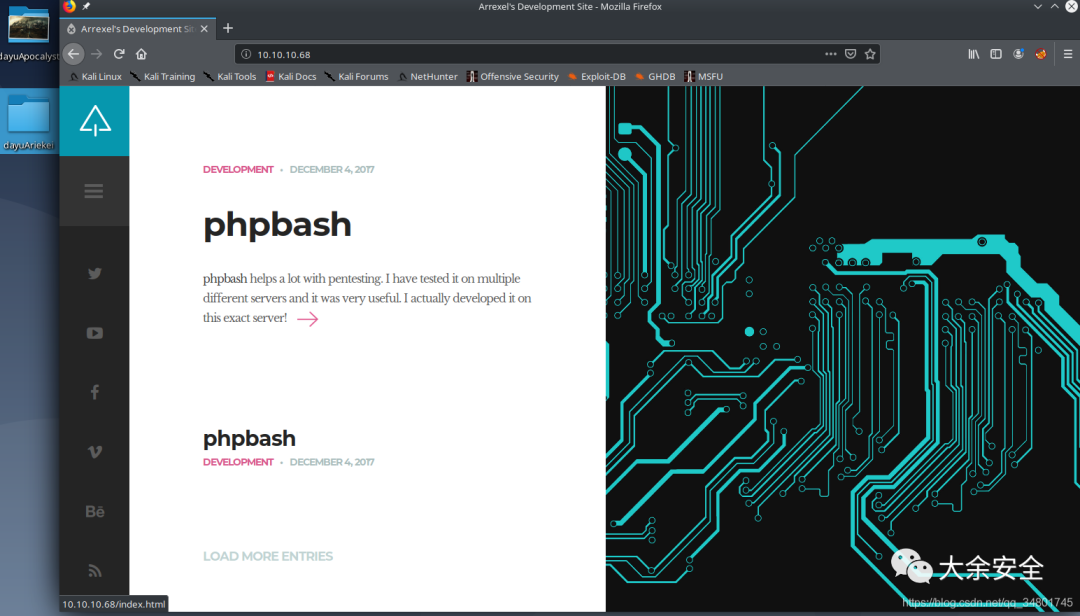 Arrexel's Development Site - Mozilla Firefox
Arrexel's Development Sit
10.10.10.68
Kali Linux Kali Training Kali Tools Kali Docs Kali Forums NetHunter Offensive Security Exploit-DB GHDB MSFU
dayuApocalyst
dayuAriekei
DEVELOPMENT • DECEMBER 4, 2017
phpbash
phpbash helps a lot with pentesting. I have tested it on multiple
different servers and it was very useful. I actually developed it on
this exact server!
phpbash
DEVELOPMENT • DECEMBER 4, 2017
LOAD MORE ENTRIES
Bē
10.10.10.68/index.html
大余安全
https://blog.csdn.net/qq_34801745